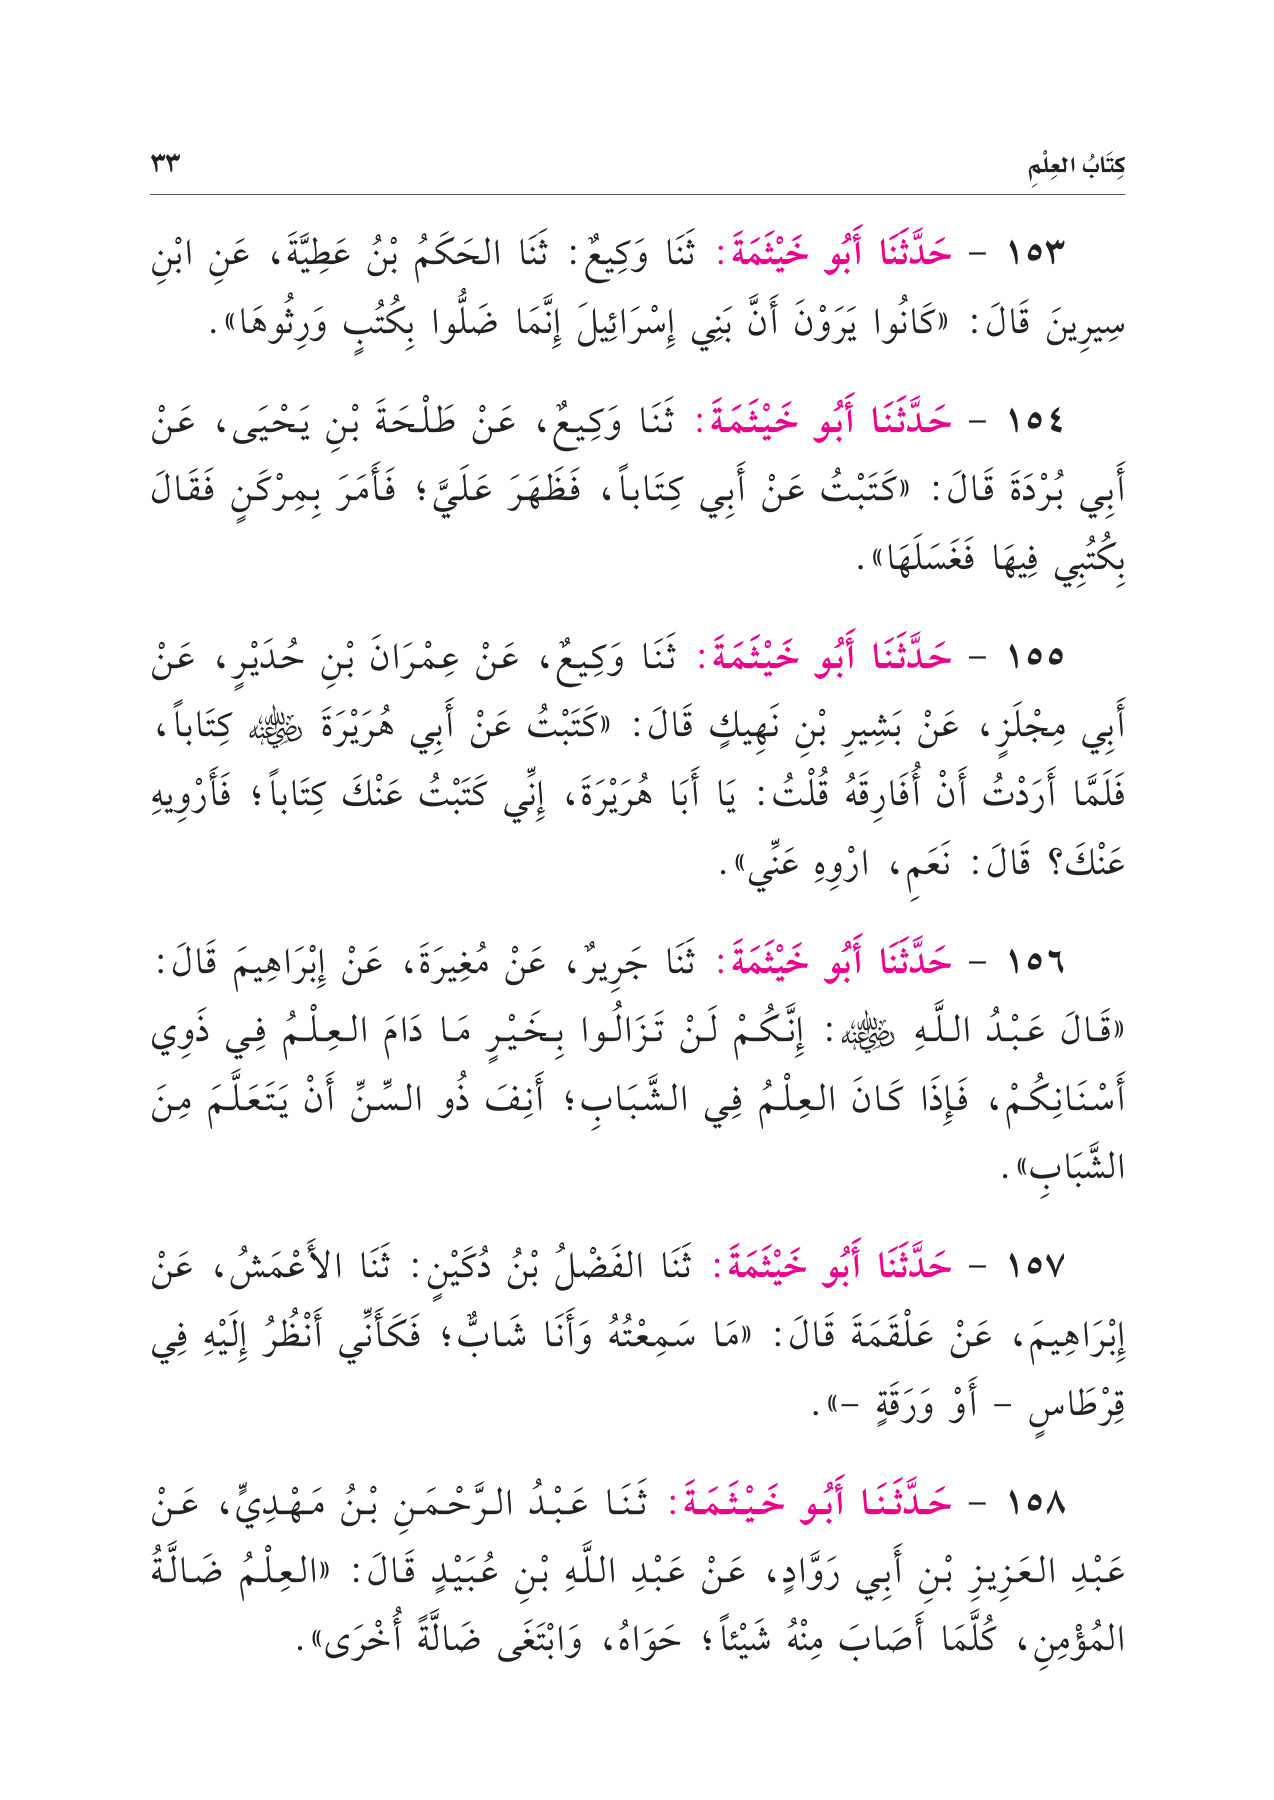 كِتَابُ العِلْمِ ٣٣
١٥٣ - حَدَّثَنَا أَبُو خَيْثَمَةَ: ثَنَا وَكِيعٌ: ثَنَا الحَكَمُ بْنُ عَطِيَّةَ، عَنِ ابْنِ
سِيرِينَ قَالَ: «كَانُوا يَرَوْنَ أَنَّ بَنِي إِسْرَائِيلَ إِنَّمَا ضَلُّوا بِكُتُبٍ وَرِثُوهَا».
١٥٤ - حَدَّثَنَا أَبُو خَيْثَمَةَ: ثَنَا وَكِيعٌ، عَنْ طَلْحَةَ بْنِ يَحْيَى، عَنْ
أَبِي بُرْدَةَ قَالَ: «كَتَبْتُ عَنْ أَبِي كِتَاباً، فَظَهَرَ عَلَيَّ؛ فَأَمَرَ بِمِرْكَنٍ فَقَالَ
بِكُتُبِي فِيهَا فَغَسَلَهَا».
١٥٥ - حَدَّثَنَا أَبُو خَيْثَمَةَ: ثَنَا وَكِيعٌ، عَنْ عِمْرَانَ بْنِ حُدَيْرٍ، عَنْ
أَبِي مِجْلَزٍ، عَنْ بَشِيرِ بْنِ نَهِيكٍ قَالَ: «كَتَبْتُ عَنْ أَبِي هُرَيْرَةَ رضي الله عنه كِتَاباً،
فَلَمَّا أَرَدْتُ أَنْ أُفَارِقَهُ قُلْتُ: يَا أَبَا هُرَيْرَةَ، إِنِّي كَتَبْتُ عَنْكَ كِتَاباً؛ فَأَرْوِيهِ
عَنْكَ؟ قَالَ: نَعَمِ، ارْوِهِ عَنِّي».
١٥٦ - حَدَّثَنَا أَبُو خَيْثَمَةَ: ثَنَا جَرِيرٌ، عَنْ مُغِيرَةَ، عَنْ إِبْرَاهِيمَ قَالَ:
«قَالَ عَبْدُ اللَّهِ رضي الله عنه: إِنَّكُمْ لَنْ تَزَالُوا بِخَيْرٍ مَا دَامَ العِلْمُ فِي ذَوِي
أَسْنَانِكُمْ، فَإِذَا كَانَ العِلْمُ فِي الشَّبَابِ؛ أَنِفَ ذُو السِّنِّ أَنْ يَتَعَلَّمَ مِنَ
الشَّبَابِ».
١٥٧ - حَدَّثَنَا أَبُو خَيْثَمَةَ: ثَنَا الفَضْلُ بْنُ دُكَيْنٍ: ثَنَا الأَعْمَشُ، عَنْ
إِبْرَاهِيمَ، عَنْ عَلْقَمَةَ قَالَ: «مَا سَمِعْتُهُ وَأَنَا شَابٌّ؛ فَكَأَنِّي أَنْظُرُ إِلَيْهِ فِي
قِرْطَاسٍ - أَوْ وَرَقَةٍ -».
١٥٨ - حَدَّثَنَا أَبُو خَيْثَمَةَ: ثَنَا عَبْدُ الرَّحْمَنِ بْنُ مَهْدِيٍّ، عَنْ
عَبْدِ العَزِيزِ بْنِ أَبِي رَوَّادٍ، عَنْ عَبْدِ اللَّهِ بْنِ عُبَيْدٍ قَالَ: «العِلْمُ ضَالَّةُ
المُؤْمِنِ، كُلَّمَا أَصَابَ مِنْهُ شَيْئاً؛ حَوَاهُ، وَابْتَغَى ضَالَّةً أُخْرَى».